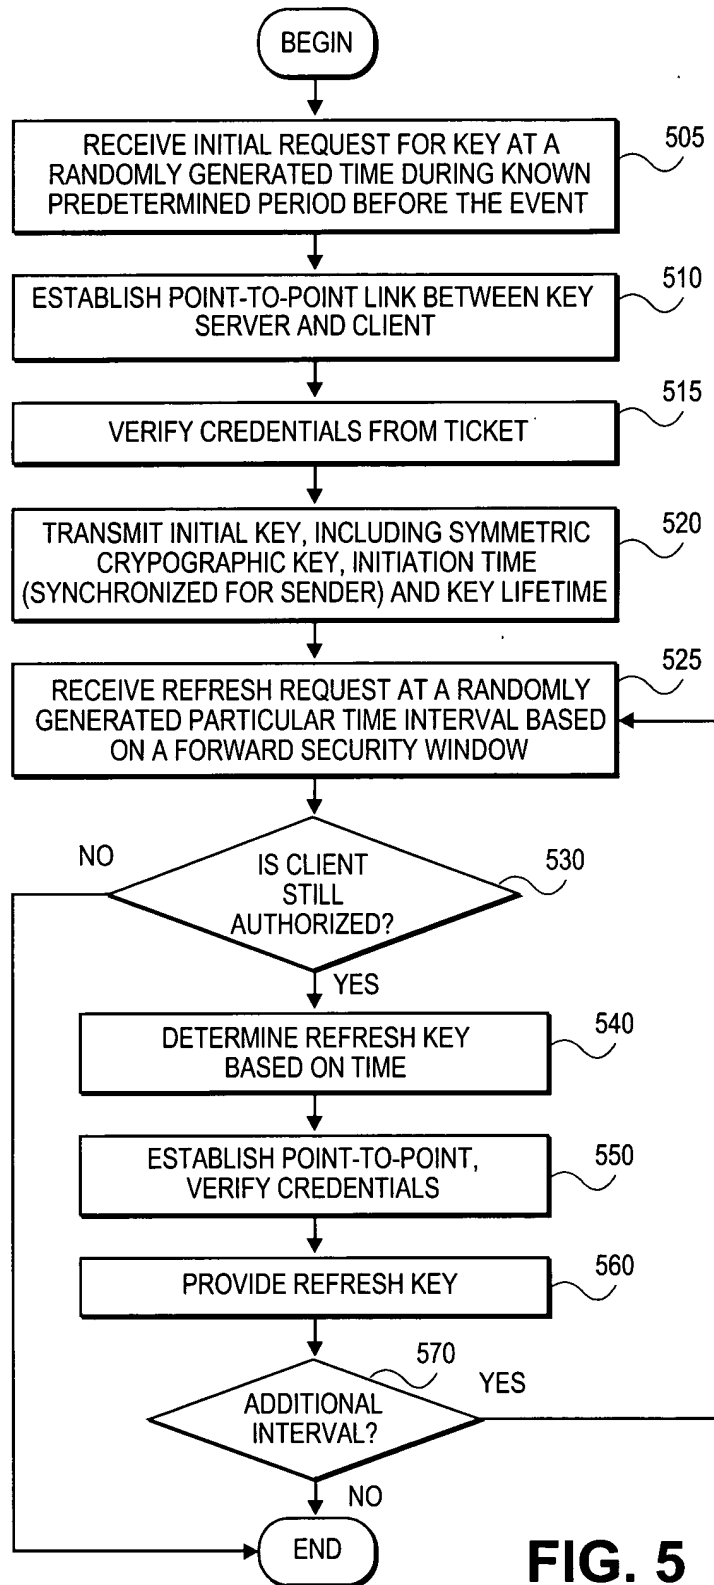 BEGIN
RECEIVE INITIAL REQUEST FOR KEY AT A
RANDOMLY GENERATED TIME DURING KNOWN
PREDETERMINED PERIOD BEFORE THE EVENT
505
ESTABLISH POINT-TO-POINT LINK BETWEEN KEY
SERVER AND CLIENT
510
VERIFY CREDENTIALS FROM TICKET
515
TRANSMIT INITIAL KEY, INCLUDING SYMMETRIC
CRYPOGRAPHIC KEY, INITIATION TIME
(SYNCHRONIZED FOR SENDER) AND KEY LIFETIME
520
RECEIVE REFRESH REQUEST AT A RANDOMLY
GENERATED PARTICULAR TIME INTERVAL BASED
ON A FORWARD SECURITY WINDOW
525
NO
IS CLIENT
STILL
AUTHORIZED?
530
YES
DETERMINE REFRESH KEY
BASED ON TIME
540
ESTABLISH POINT-TO-POINT,
VERIFY CREDENTIALS
550
PROVIDE REFRESH KEY
560
ADDITIONAL
INTERVAL?
570
YES
NO
END
FIG. 5